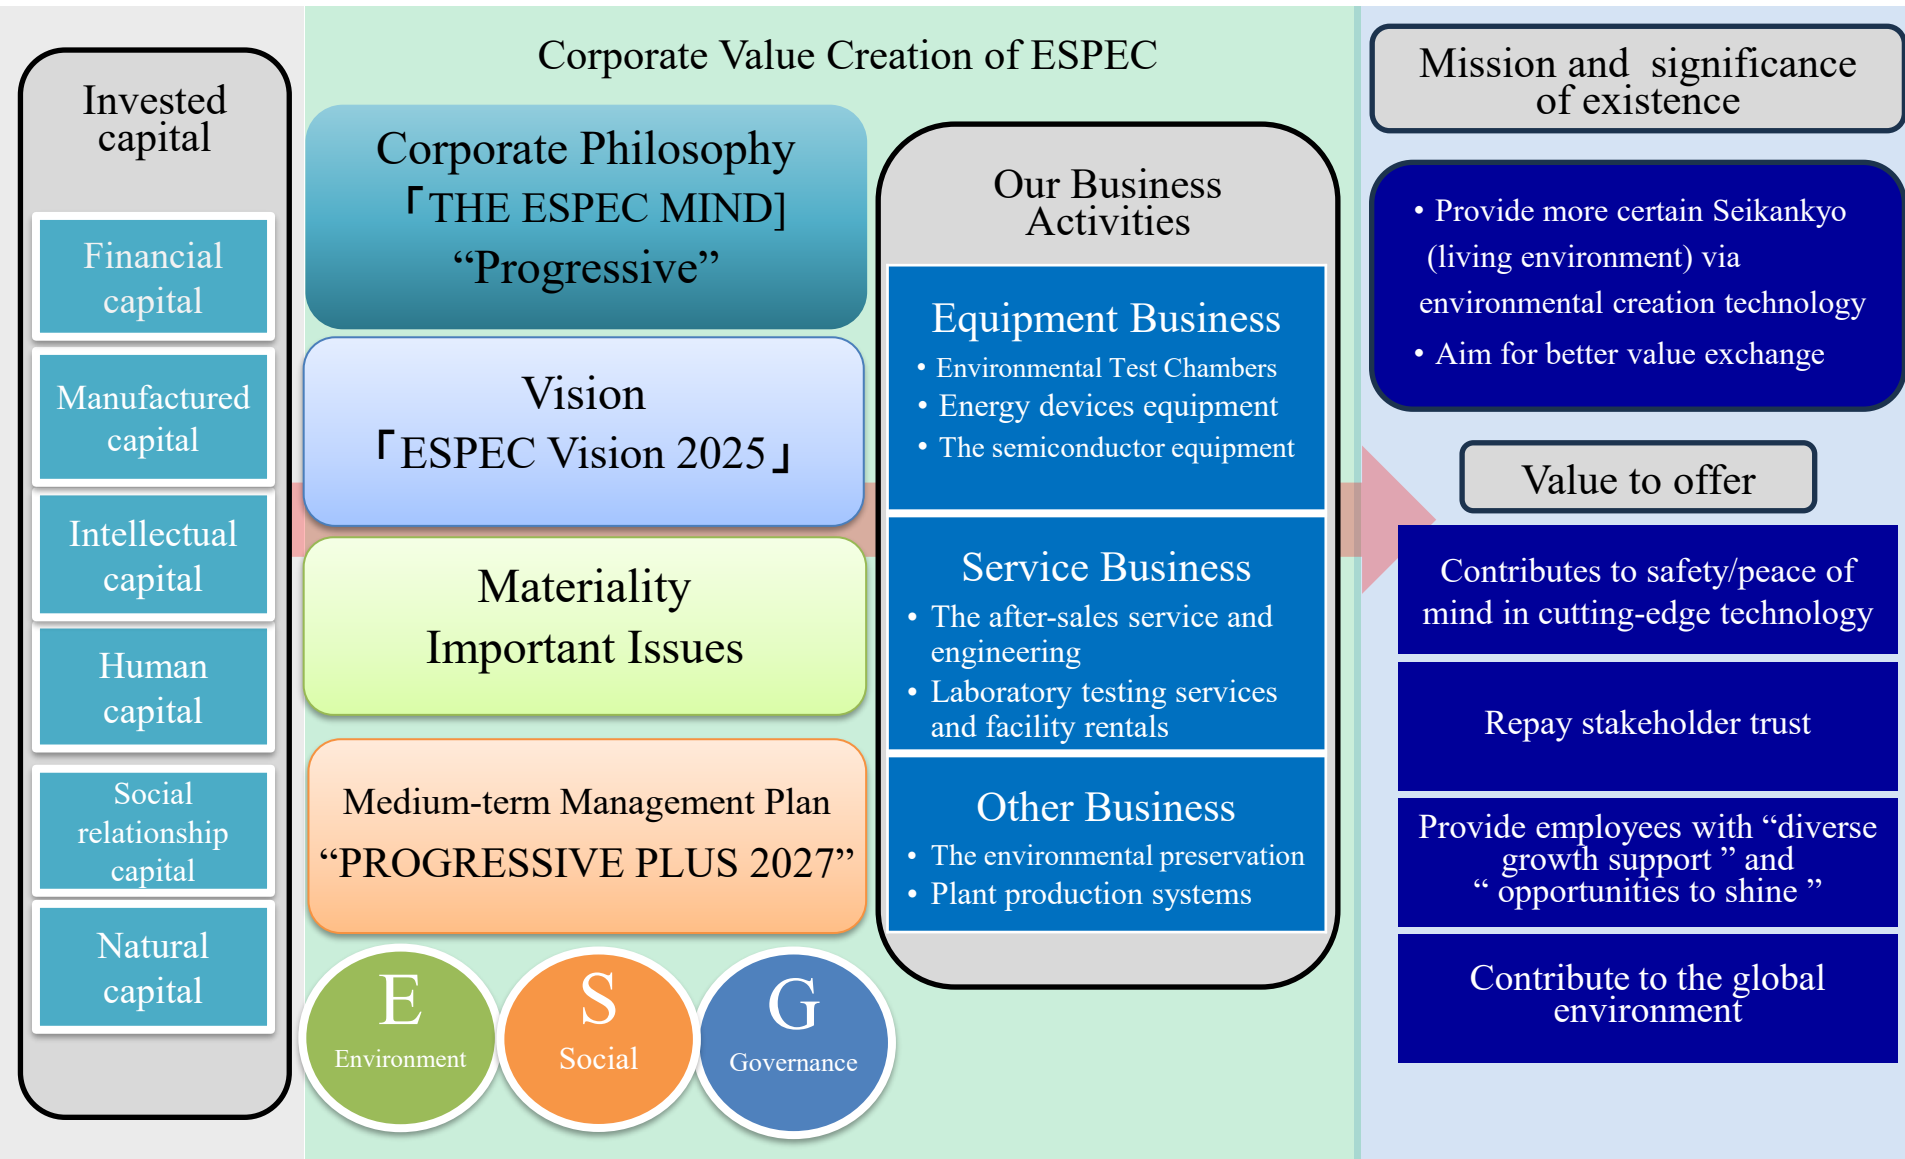 Corporate Value Creation of ESPEC
Invested
capital
Financial
capital
Manufactured
capital
Intellectual
capital
Human
capital
Social
relationship
capital
Natural
capital
Corporate Philosophy
「THE ESPEC MIND]
“Progressive”
Vision
「ESPEC Vision 2025」
Materiality
Important Issues
Medium-term Management Plan
“PROGRESSIVE PLUS 2027”
E
Environment
S
Social
G
Governance
Our Business
Activities
Equipment Business
• Environmental Test Chambers
• Energy devices equipment
• The semiconductor equipment
Service Business
• The after-sales service and
engineering
• Laboratory testing services
and facility rentals
Other Business
• The environmental preservation
• Plant production systems
Mission and significance
of existence
• Provide more certain Seikankyo
(living environment) via
environmental creation technology
• Aim for better value exchange
Value to offer
Contributes to safety/peace of
mind in cutting-edge technology
Repay stakeholder trust
Provide employees with “diverse
growth support ” and
“ opportunities to shine ”
Contribute to the global
environment